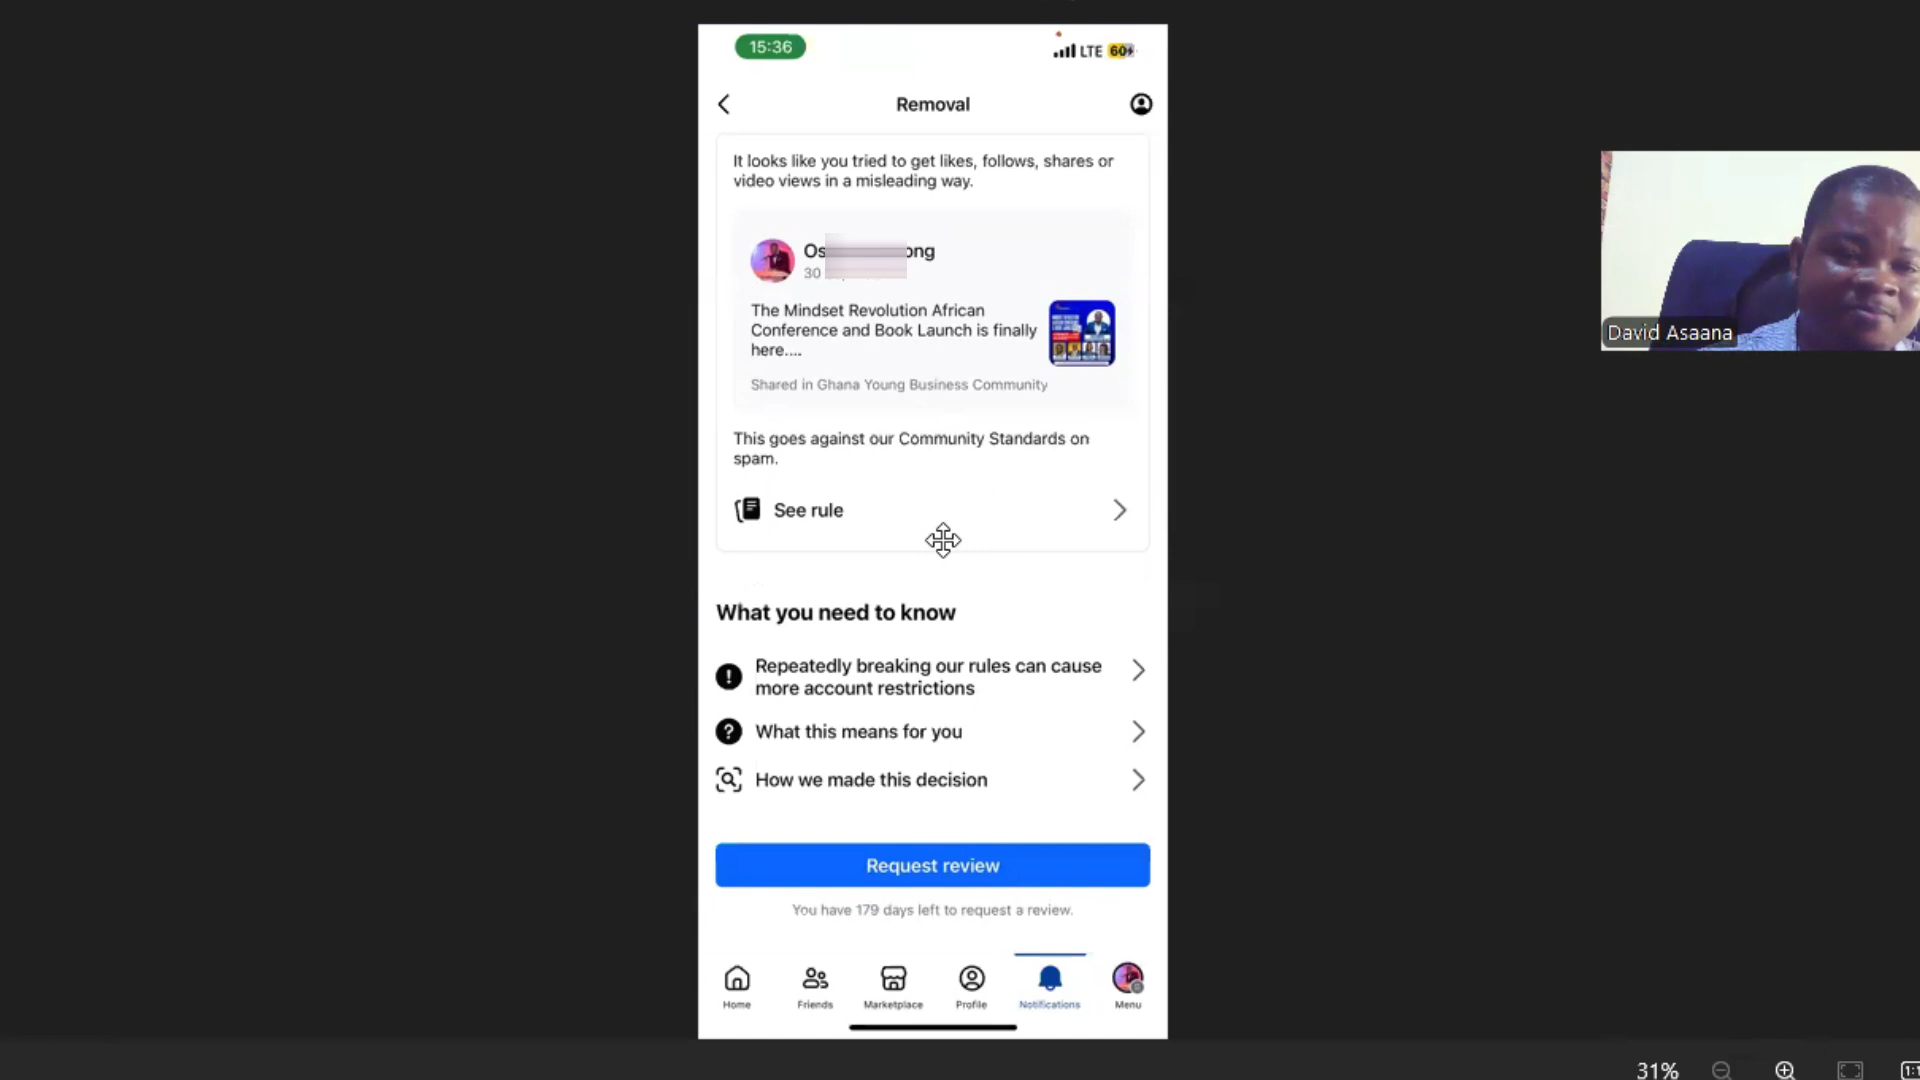 15:36
LTE 60
Removal
It looks like you tried to get likes, follows, shares or
video views in a misleading way.
Os ong
30
The Mindset Revolution African
Conference and Book Launch is finally
here....
Shared in Ghana Young Business Community
This goes against our Community Standards on
spam.
See rule
What you need to know
Repeatedly breaking our rules can cause
more account restrictions
What this means for you
How we made this decision
Request review
You have 179 days left to request a review.
Home
Friends
Marketplace
Profile
Notifications
Menu
David Asaana
31%